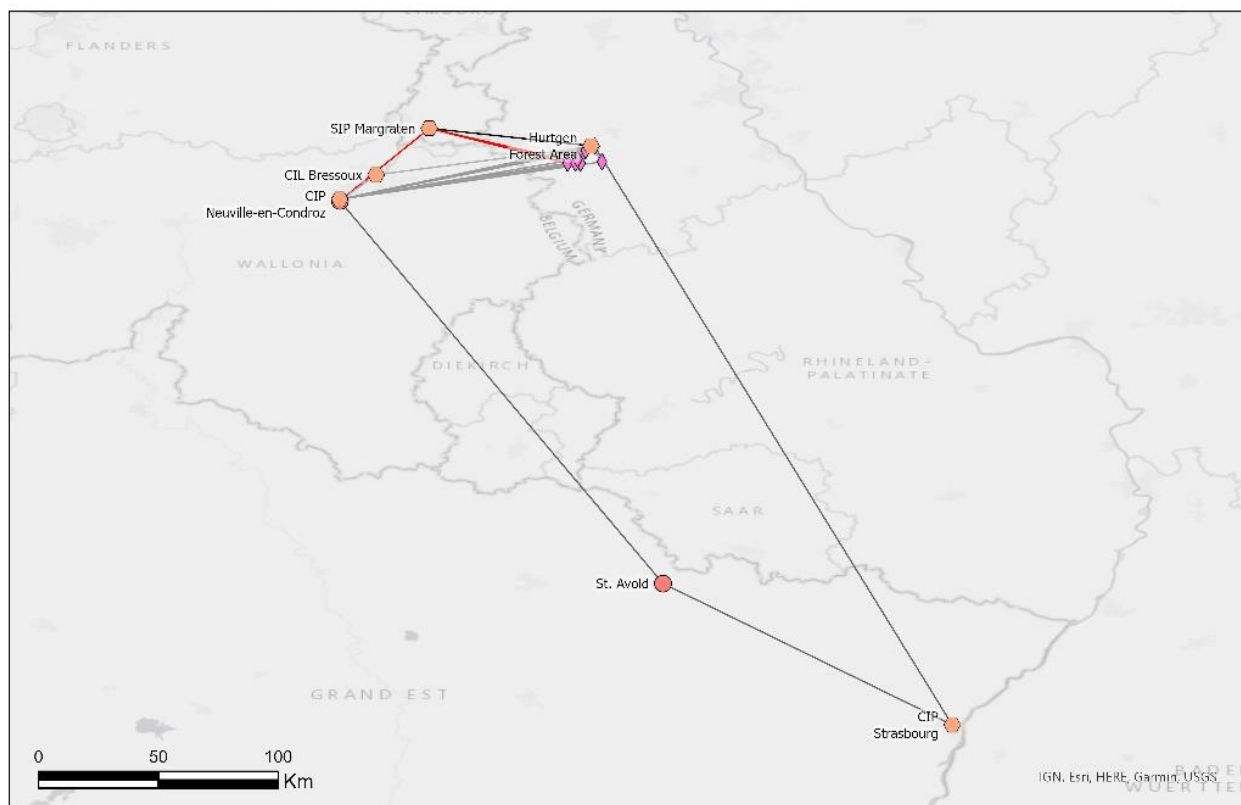 FLANDERS
SIP Margraten
Hurtgen
Forest Area
CIL Bressoux
CIP
Neuville-en-Condroz
GERMANY
BELGIUM
WALLONIA
DIEKIRCH
RHINELAND-
PALATINATE
SAAR
St. Avold
GRAND EST
CIP
Strasbourg
0 50 100
Km
IGN, Esri, HERE, Garmin, USGS